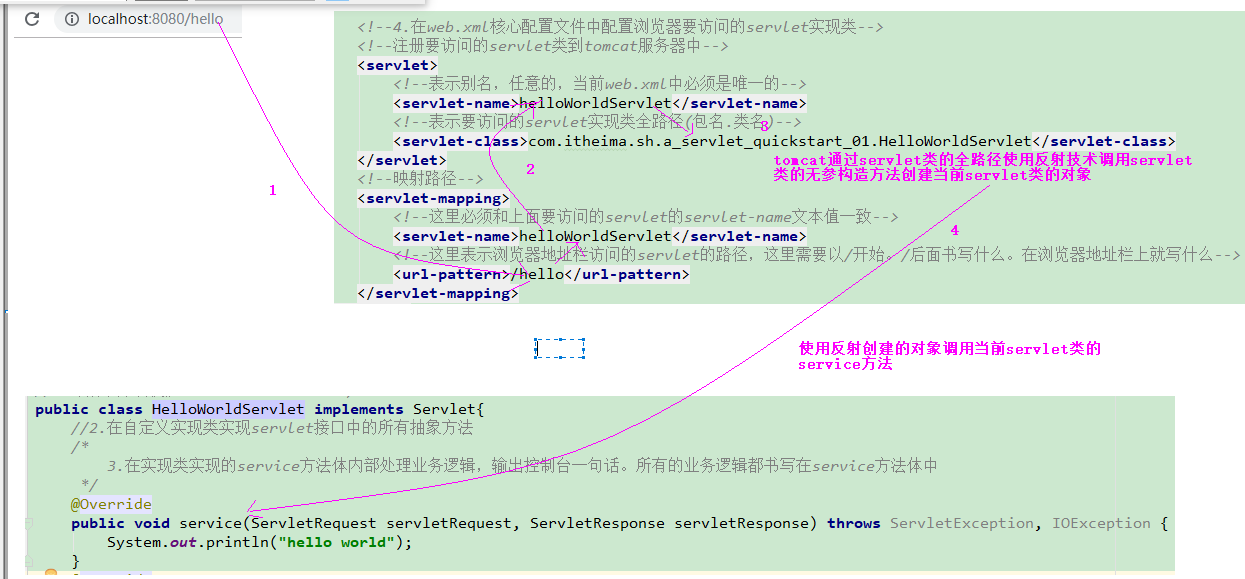 localhost:8080/hello
<!--4.在web.xml核心配置文件中配置浏览器要访问的servlet实现类-->
<!--注册要访问的servlet类到tomcat服务器中-->
<servlet>
<!--表示别名，任意的，当前web.xml中必须是唯一的-->
<servlet-name>helloWorldServlet</servlet-name>
<!--表示要访问的servlet实现类全路径(包名.类名)-->
3
<servlet-class>com.itheima.sh.a_servlet_quickstart_01.HelloWorldServlet</servlet-class>
</servlet>
tomcat通过servlet类的全路径使用反射技术调用servlet
类的无参构造方法创建当前servlet类的对象
2
<!--映射路径-->
1
<servlet-mapping>
<!--这里必须和上面要访问的servlet的servlet-name文本值一致-->
4
<servlet-name>helloWorldServlet</servlet-name>
<!--这里表示浏览器地址栏访问的servlet的路径，这里需要以/开始。/后面书写什么。在浏览器地址栏上就写什么-->
<url-pattern>/hello</url-pattern>
</servlet-mapping>
使用反射创建的对象调用当前servlet类的
service方法
public class HelloWorldServlet implements Servlet{
//2.在自定义实现类实现servlet接口中的所有抽象方法
/*
3.在实现类实现的service方法体内部处理业务逻辑，输出控制台一句话。所有的业务逻辑都书写在service方法体中
*/
@Override
public void service(ServletRequest servletRequest, ServletResponse servletResponse) throws ServletException, IOException {
System.out.println("hello world");
}